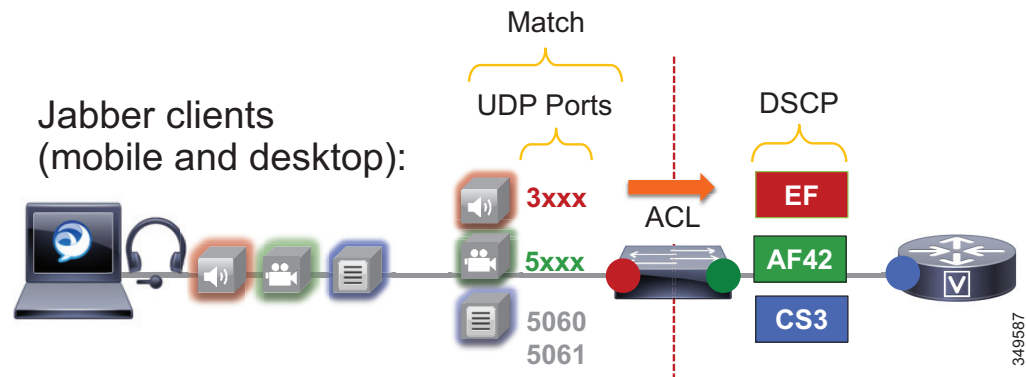 Match
UDP Ports
DSCP
Jabber clients
(mobile and desktop):
3xxx
ACL
EF
5xxx
AF42
V
5060
CS3
5061
349587